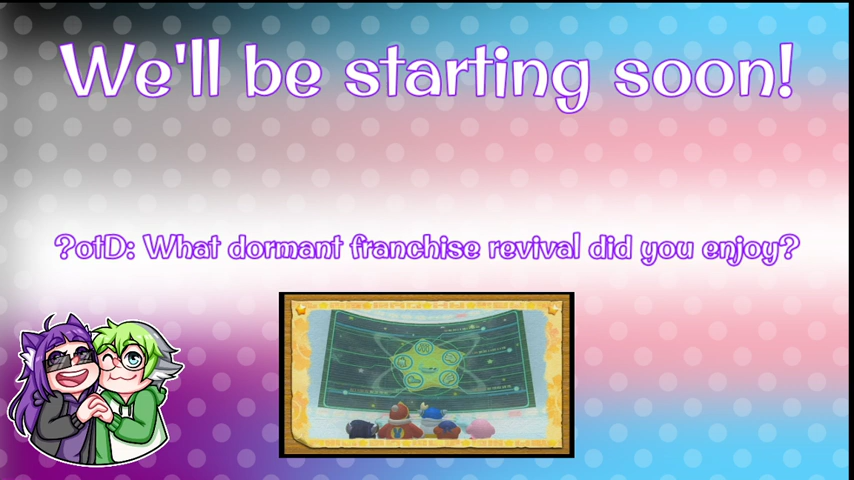 We'll be starting soon!
?otD: What dormant franchise revival did you enjoy?